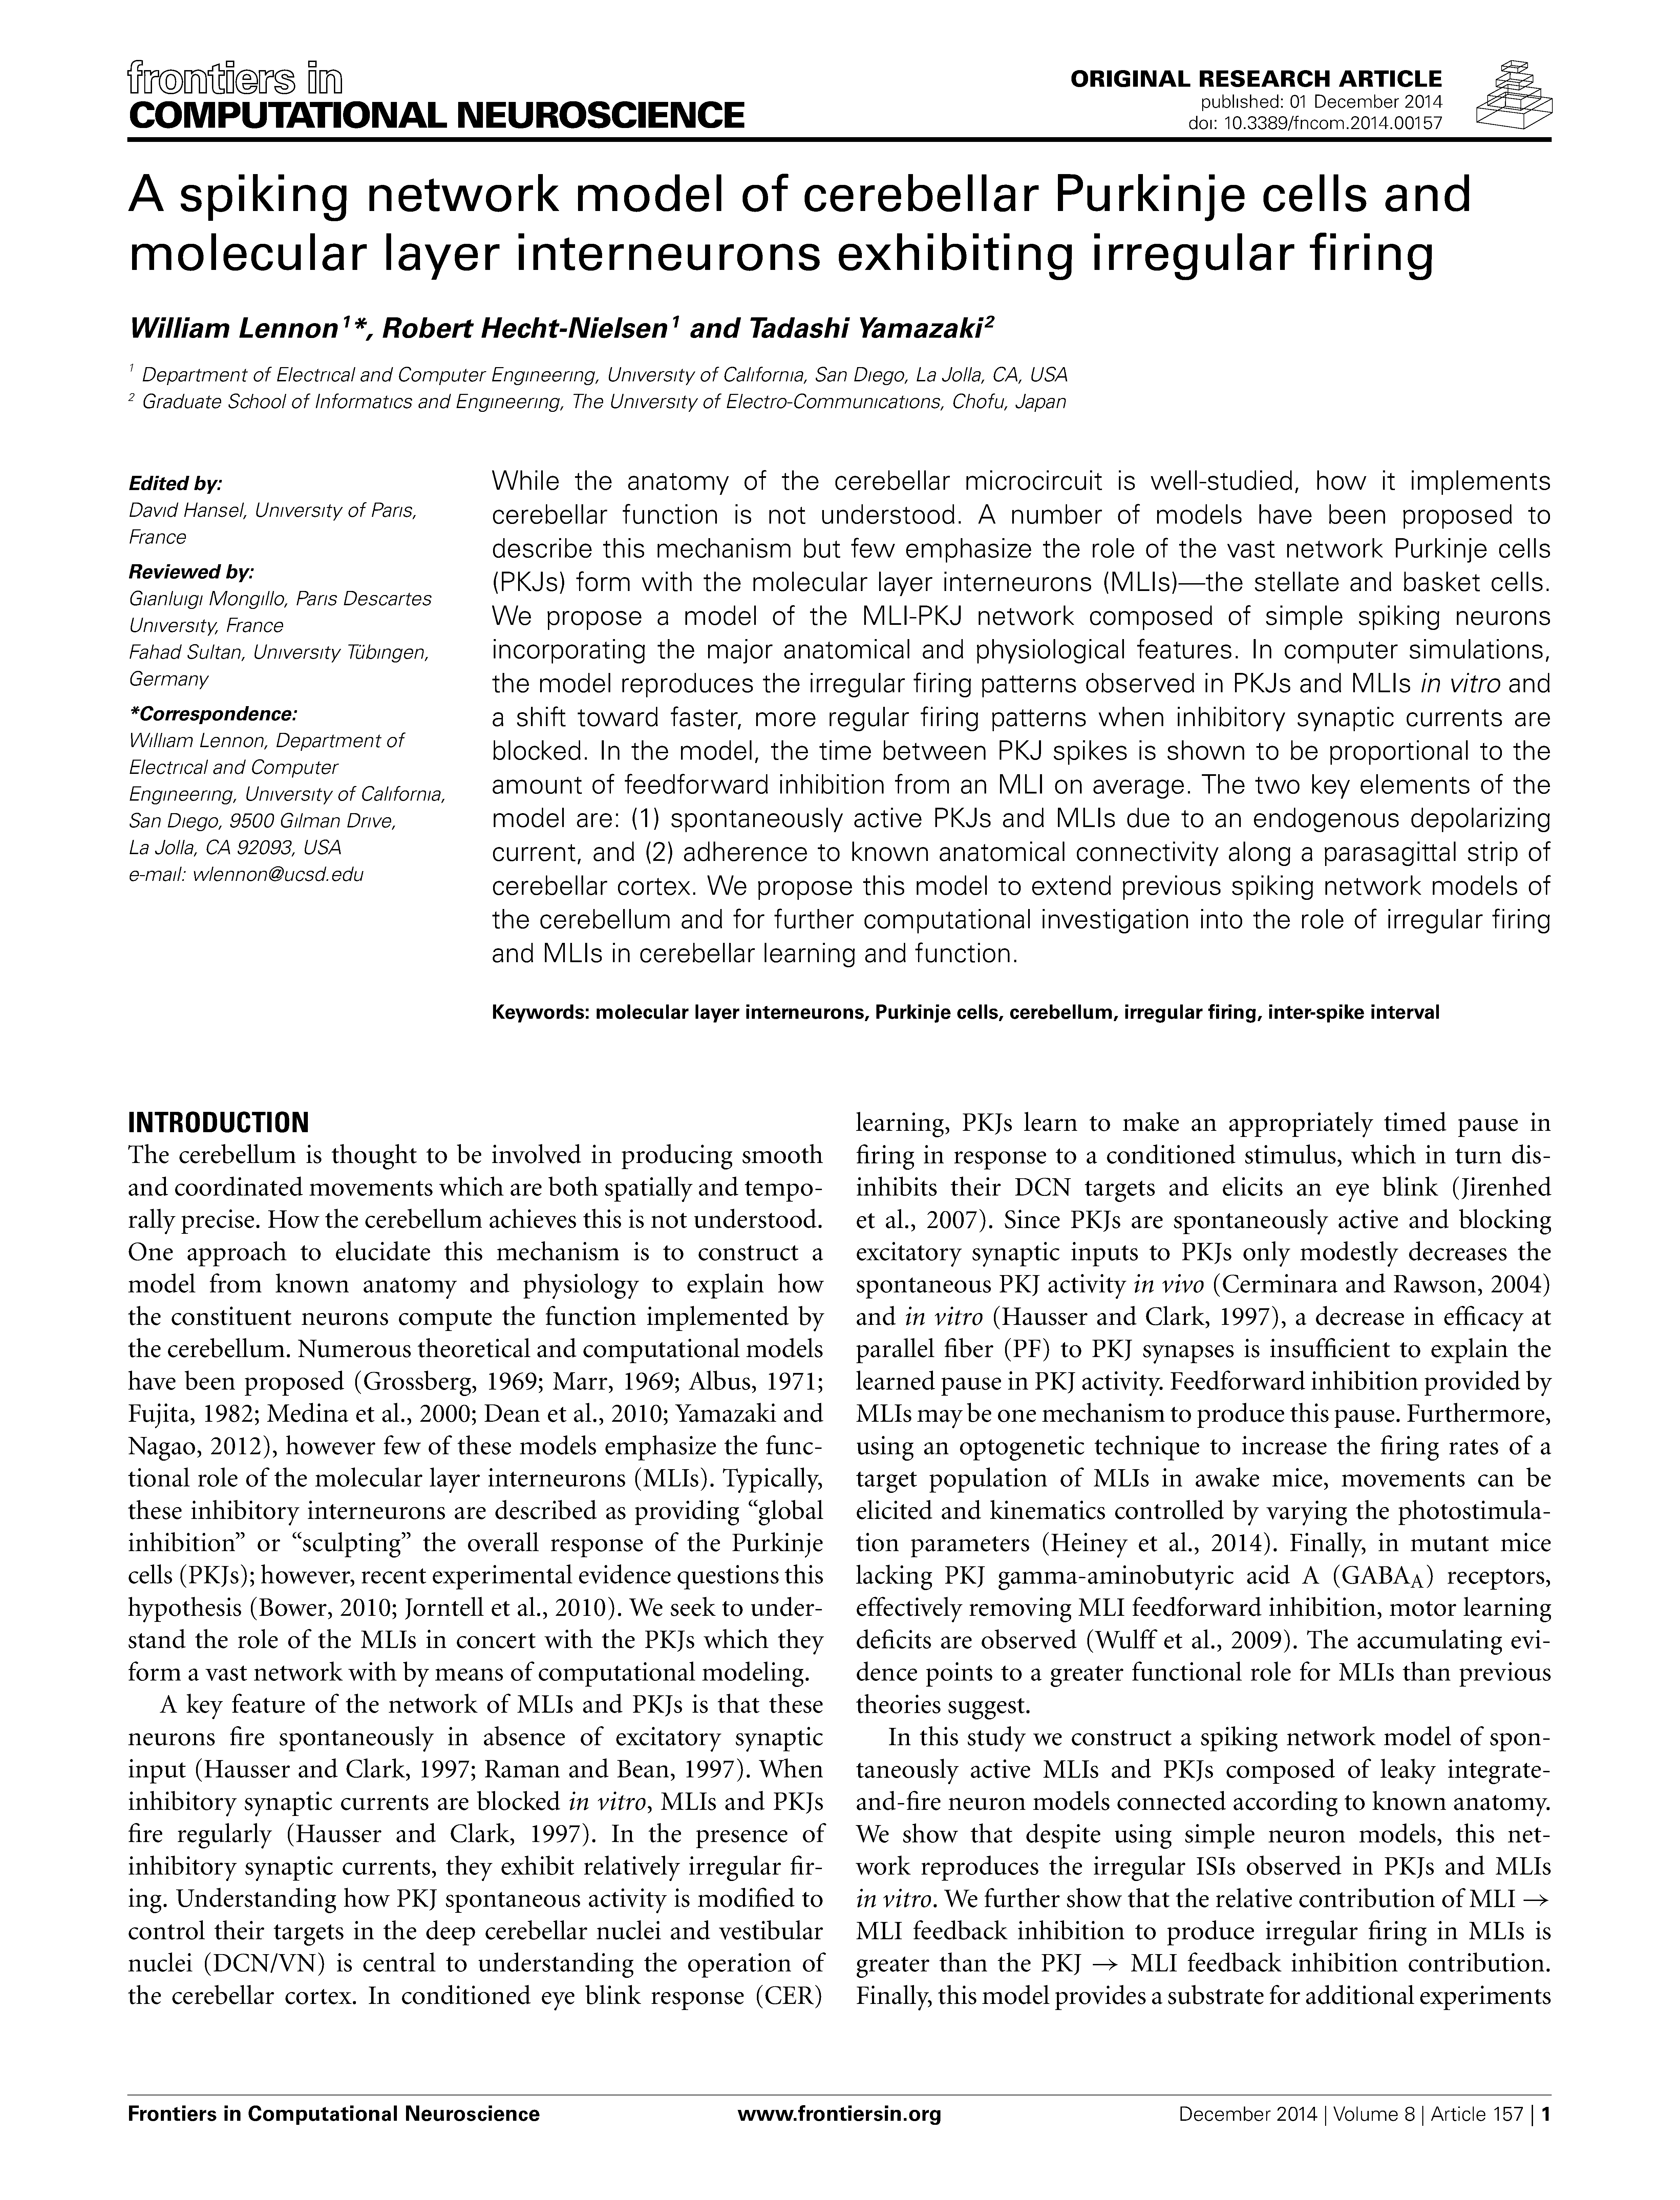 frontiers in
COMPUTATIONAL NEUROSCIENCE
ORIGINAL RESEARCH ARTICLE
published: 01 December 2014
doi: 10.3389/fncom.2014.00157
A spiking network model of cerebellar Purkinje cells and
molecular layer interneurons exhibiting irregular firing
William Lennon1*, Robert Hecht-Nielsen1 and Tadashi Yamazaki2
1 Department of Electrical and Computer Engineering, University of California, San Diego, La Jolla, CA, USA
2 Graduate School of Informatics and Engineering, The University of Electro-Communications, Chofu, Japan
Edited by:
David Hansel, University of Paris,
France
Reviewed by:
Gianluigi Mongillo, Paris Descartes
University, France
Fahad Sultan, University Tübingen,
Germany
*Correspondence:
William Lennon, Department of
Electrical and Computer
Engineering, University of California,
San Diego, 9500 Gilman Drive,
La Jolla, CA 92093, USA
e-mail: wlennon@ucsd.edu
While the anatomy of the cerebellar microcircuit is well-studied, how it implements
cerebellar function is not understood. A number of models have been proposed to
describe this mechanism but few emphasize the role of the vast network Purkinje cells
(PKJs) form with the molecular layer interneurons (MLIs)—the stellate and basket cells.
We propose a model of the MLI-PKJ network composed of simple spiking neurons
incorporating the major anatomical and physiological features. In computer simulations,
the model reproduces the irregular firing patterns observed in PKJs and MLIs in vitro and
a shift toward faster, more regular firing patterns when inhibitory synaptic currents are
blocked. In the model, the time between PKJ spikes is shown to be proportional to the
amount of feedforward inhibition from an MLI on average. The two key elements of the
model are: (1) spontaneously active PKJs and MLIs due to an endogenous depolarizing
current, and (2) adherence to known anatomical connectivity along a parasagittal strip of
cerebellar cortex. We propose this model to extend previous spiking network models of
the cerebellum and for further computational investigation into the role of irregular firing
and MLIs in cerebellar learning and function.
Keywords: molecular layer interneurons, Purkinje cells, cerebellum, irregular firing, inter-spike interval
INTRODUCTION
The cerebellum is thought to be involved in producing smooth
and coordinated movements which are both spatially and tempo-
rally precise. How the cerebellum achieves this is not understood.
One approach to elucidate this mechanism is to construct a
model from known anatomy and physiology to explain how
the constituent neurons compute the function implemented by
the cerebellum. Numerous theoretical and computational models
have been proposed (Grossberg, 1969; Marr, 1969; Albus, 1971;
Fujita, 1982; Medina et al., 2000; Dean et al., 2010; Yamazaki and
Nagao, 2012), however few of these models emphasize the func-
tional role of the molecular layer interneurons (MLIs). Typically,
these inhibitory interneurons are described as providing “global
inhibition” or “sculpting” the overall response of the Purkinje
cells (PKJs); however, recent experimental evidence questions this
hypothesis (Bower, 2010; Jorntell et al., 2010). We seek to under-
stand the role of the MLIs in concert with the PKJs which they
form a vast network with by means of computational modeling.
A key feature of the network of MLIs and PKJs is that these
neurons fire spontaneously in absence of excitatory synaptic
input (Hausser and Clark, 1997; Raman and Bean, 1997). When
inhibitory synaptic currents are blocked in vitro, MLIs and PKJs
fire regularly (Hausser and Clark, 1997). In the presence of
inhibitory synaptic currents, they exhibit relatively irregular fir-
ing. Understanding how PKJ spontaneous activity is modified to
control their targets in the deep cerebellar nuclei and vestibular
nuclei (DCN/VN) is central to understanding the operation of
the cerebellar cortex. In conditioned eye blink response (CER)
learning, PKJs learn to make an appropriately timed pause in
firing in response to a conditioned stimulus, which in turn dis-
inhibits their DCN targets and elicits an eye blink (Jirenhed
et al., 2007). Since PKJs are spontaneously active and blocking
excitatory synaptic inputs to PKJs only modestly decreases the
spontaneous PKJ activity in vivo (Cerminara and Rawson, 2004)
and in vitro (Hausser and Clark, 1997), a decrease in efficacy at
parallel fiber (PF) to PKJ synapses is insufficient to explain the
learned pause in PKJ activity. Feedforward inhibition provided by
MLIs may be one mechanism to produce this pause. Furthermore,
using an optogenetic technique to increase the firing rates of a
target population of MLIs in awake mice, movements can be
elicited and kinematics controlled by varying the photostimula-
tion parameters (Heiney et al., 2014). Finally, in mutant mice
lacking PKJ gamma-aminobutyric acid A (GABAA) receptors,
effectively removing MLI feedforward inhibition, motor learning
deficits are observed (Wulff et al., 2009). The accumulating evi-
dence points to a greater functional role for MLIs than previous
theories suggest.
In this study we construct a spiking network model of spon-
taneously active MLIs and PKJs composed of leaky integrate-
and-fire neuron models connected according to known anatomy.
We show that despite using simple neuron models, this net-
work reproduces the irregular ISIs observed in PKJs and MLIs
in vitro. We further show that the relative contribution of MLI →
MLI feedback inhibition to produce irregular firing in MLIs is
greater than the PKJ → MLI feedback inhibition contribution.
Finally, this model provides a substrate for additional experiments
Frontiers in Computational Neuroscience
www.frontiersin.org
December 2014 | Volume 8 | Article 157 | 1